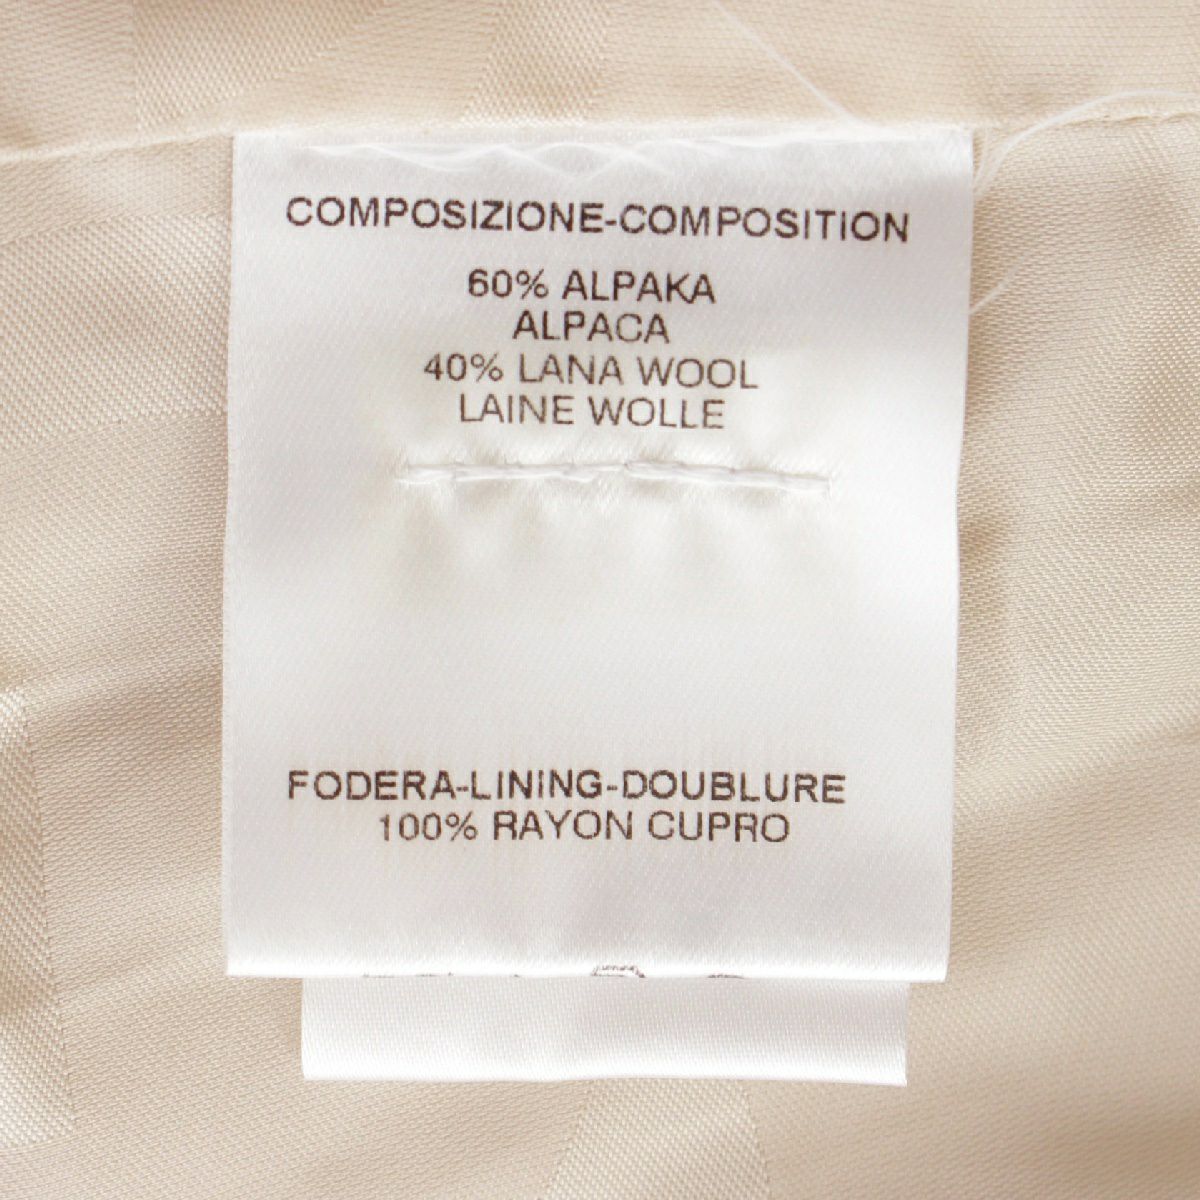 COMPOSIZIONE-COMPOSITION
60% ALPAKA
ALPACA
40% LANA WOOL
LAINE WOLLE
FODERA-LINING-DOUBLURE
100% RAYON CUPRO